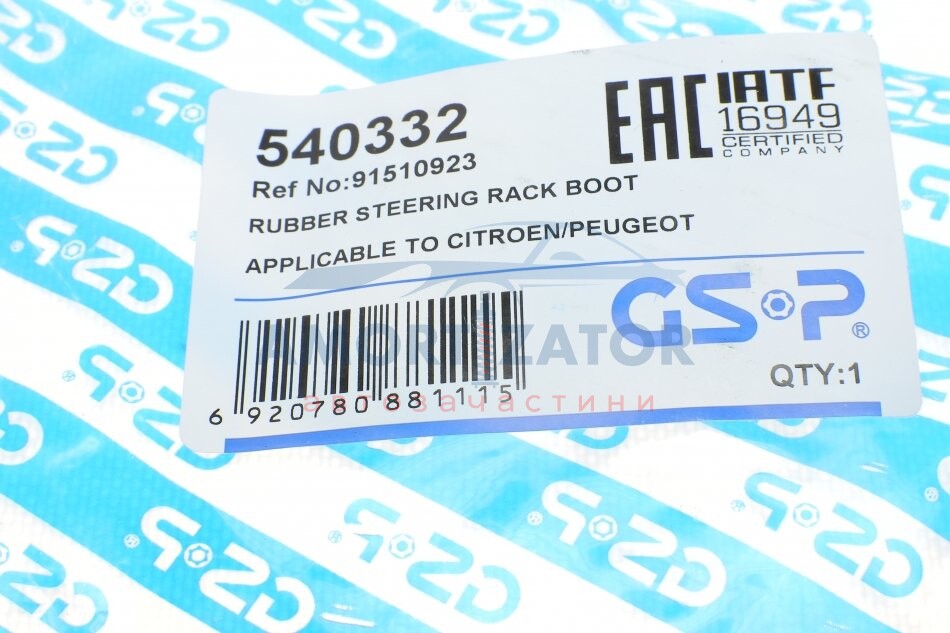 540332
Ref No:91510923
RUBBER STEERING RACK BOOT
APPLICABLE TO CITROEN/PEUGEOT
EAC
IATF
16949
CERTIFIED
COMPANY
GSP®
AMORTIZATOR
автозапчастини
6 920780 881115
QTY:1